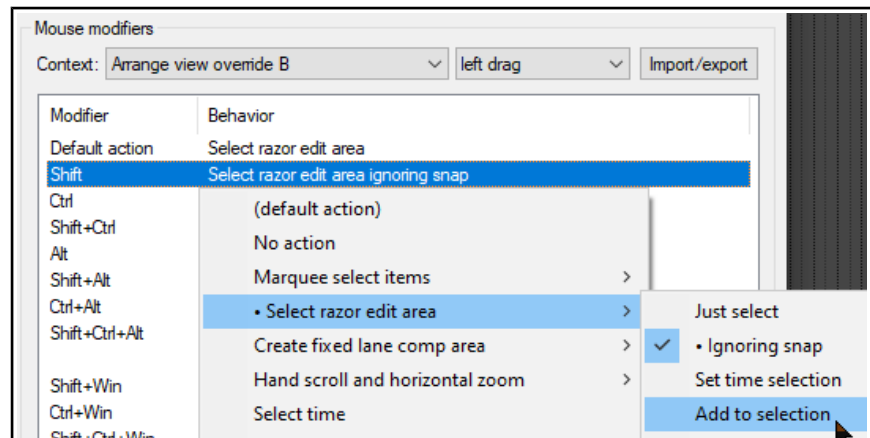 Mouse modifiers
Context: Arrange view override B left drag Import/export
Modifier Behavior
Default action Select razor edit area
Shift Select razor edit area ignoring snap
Ctrl
(default action)
Shift+Ctrl
No action
Alt
Shift+Alt
Marquee select items
Ctrl+Alt
• Select razor edit area
Just select
Shift+Ctrl+Alt
Create fixed lane comp area
• Ignoring snap
Shift+Win
Hand scroll and horizontal zoom
Set time selection
Ctrl+Win
Select time
Add to selection
Shift+Ctrl+Win